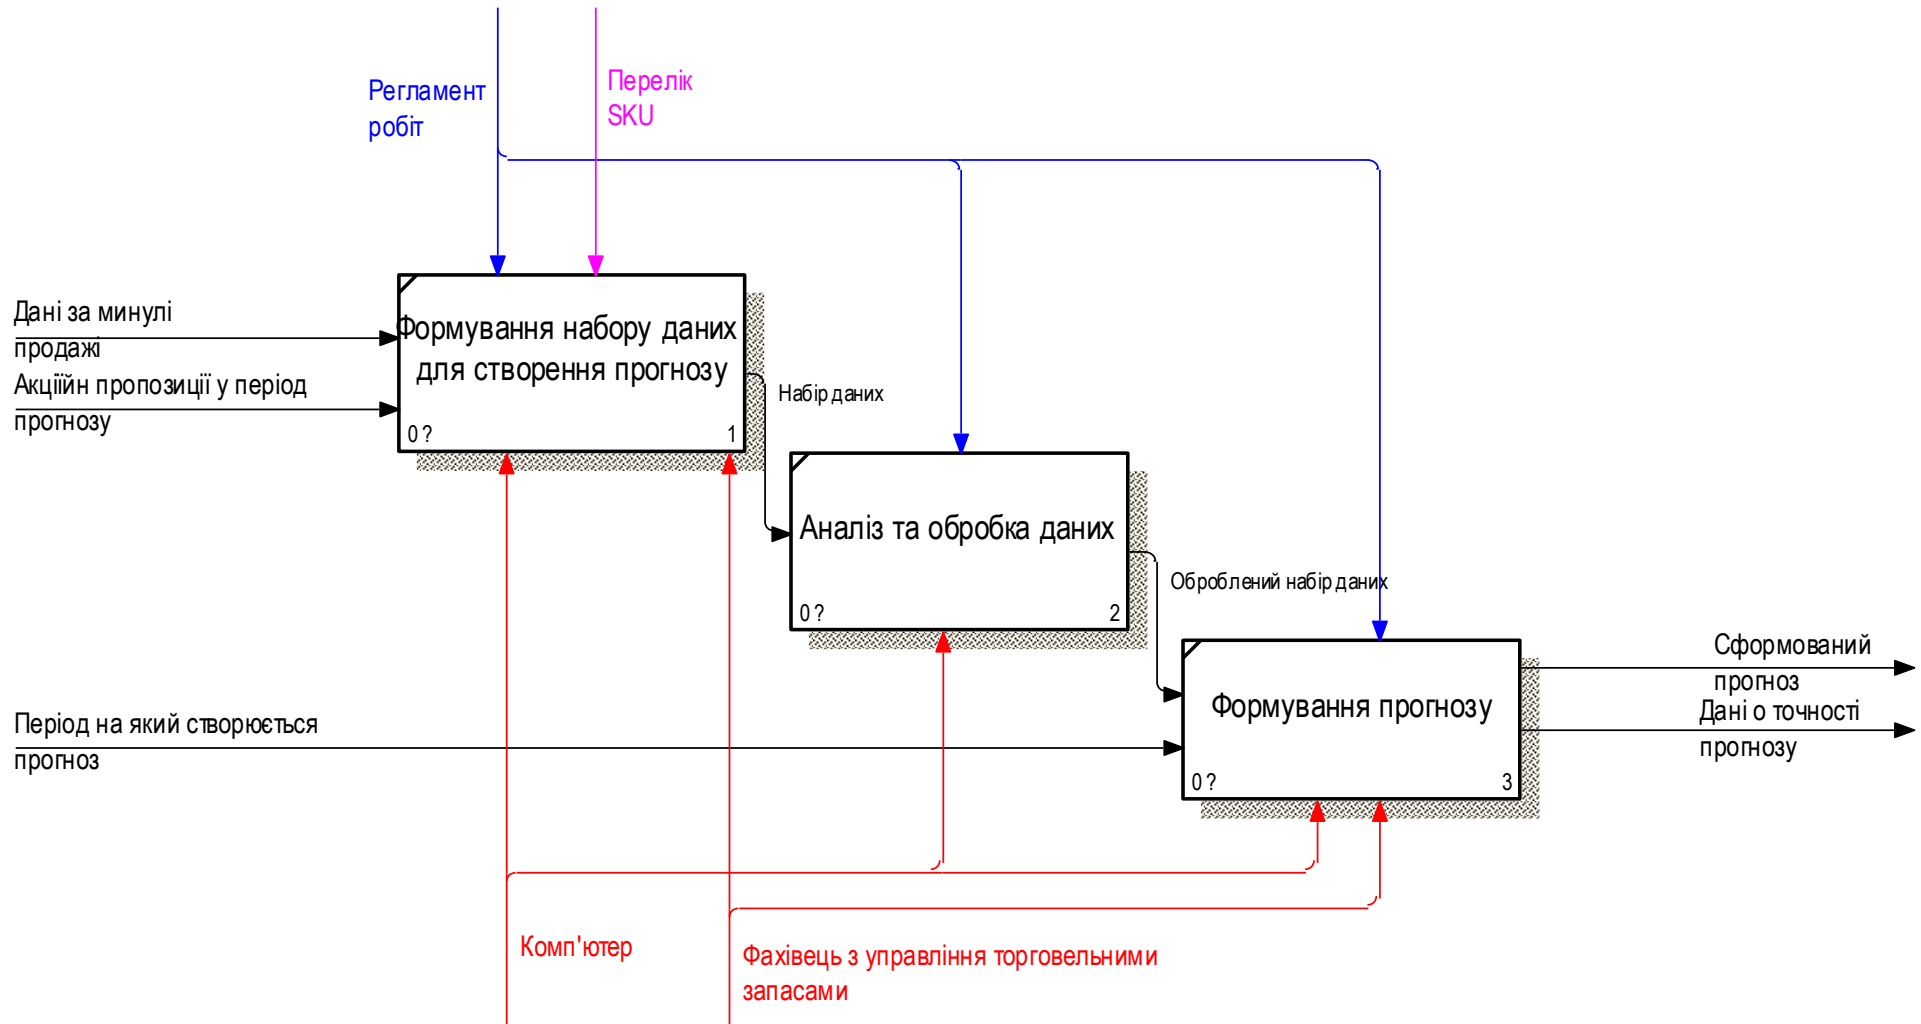 Регламент
робіт
Перелік
SKU
Дані за минулі
продажі
Акціійн пропозиції у період
прогнозу
Формування набору даних
для створення прогнозу
0 ?
1
Набір даних
Аналіз та обробка даних
0 ?
2
Оброблений набір даних
Формування прогнозу
0 ?
3
Сформований
прогноз
Дані о точності
прогнозу
Період на який створюється
прогноз
Комп'ютер
Фахівець з управління торговельними
запасами